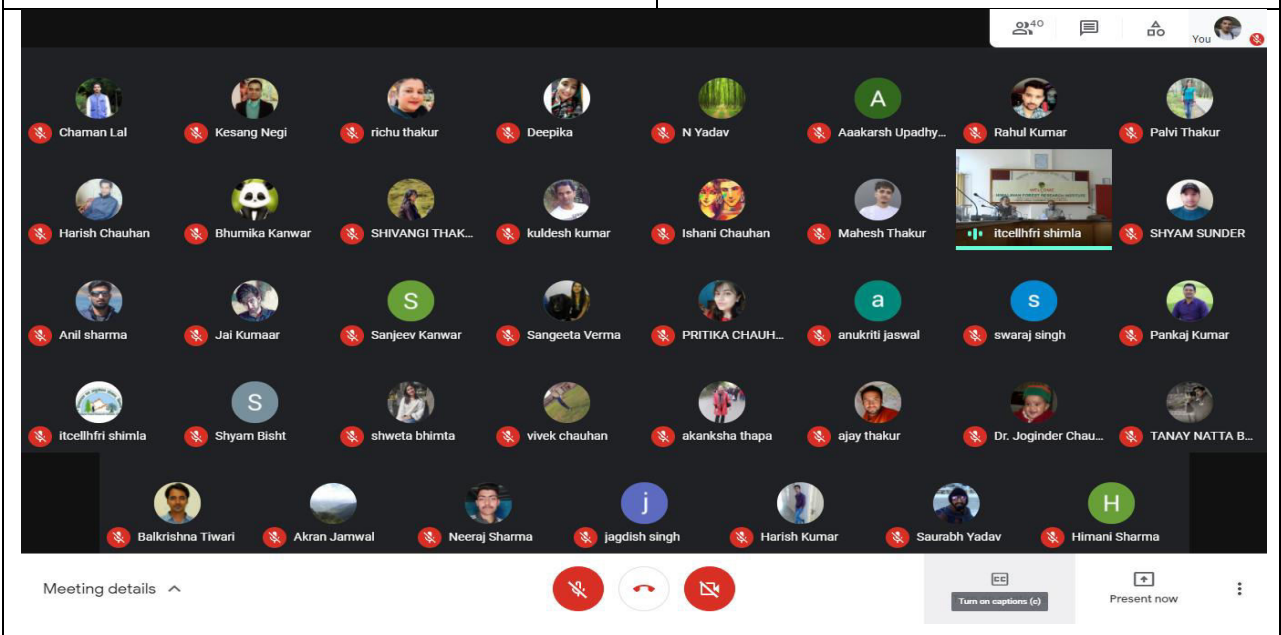 40
You
Chaman Lal Kesang Negi richu thakur Deepika N Yadav Aaakarsh Upadhy... Rahul Kumar Palvi Thakur
A
WELCOME
Harish Chauhan Bhumika Kanwar SHIVANGI THAK... kuldesh kumar Ishani Chauhan Mahesh Thakur itcellhfri shimla SHYAM SUNDER
S a s
Anil sharma Jai Kumaar Sanjeev Kanwar Sangeeta Verma PRITIKA CHAUH... anukriti jaswal swaraj singh Pankaj Kumar
S
itcellhfri shimla Shyam Bisht shweta bhimta vivek chauhan akanksha thapa ajay thakur Dr. Joginder Chau... TANAY NATTA B...
j H
Balkrishna Tiwari Akran Jamwal Neeraj Sharma jagdish singh Harish Kumar Saurabh Yadav Himani Sharma
Meeting details
CC
Turn on captions (c)
Present now